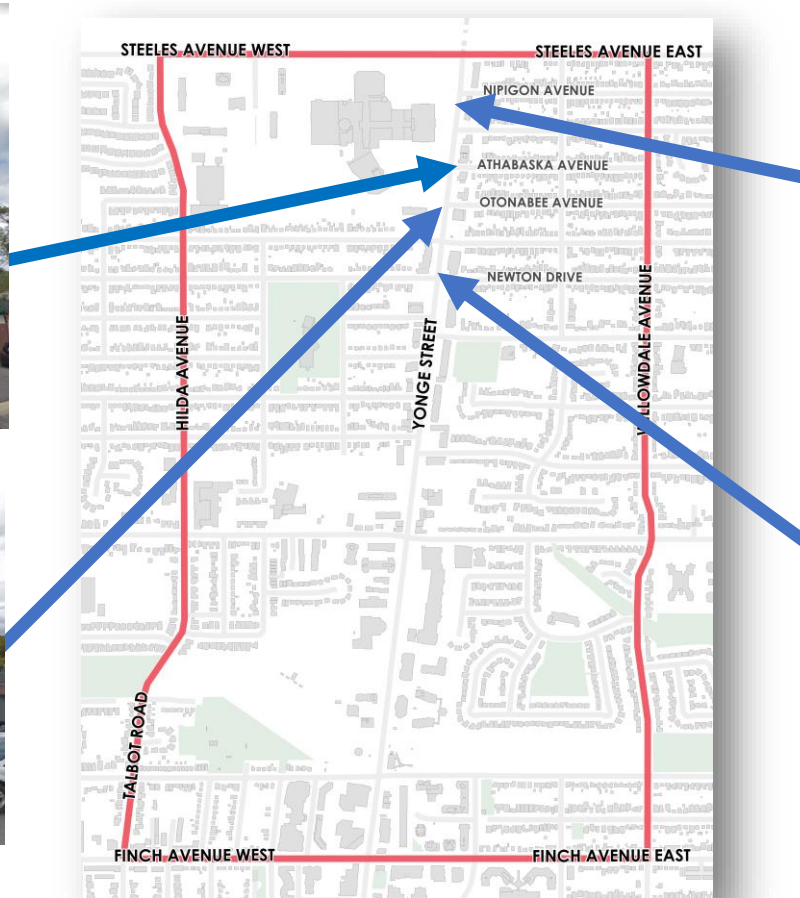 STEELES AVENUE WEST
STEELES AVENUE EAST
NIPIGON AVENUE
ATHABASKA AVENUE
OTONABEE AVENUE
NEWTON DRIVE
HILDA AVENUE
YONGE STREET
WILLOWDALE AVENUE
TALBOT ROAD
FINCH AVENUE WEST
FINCH AVENUE EAST